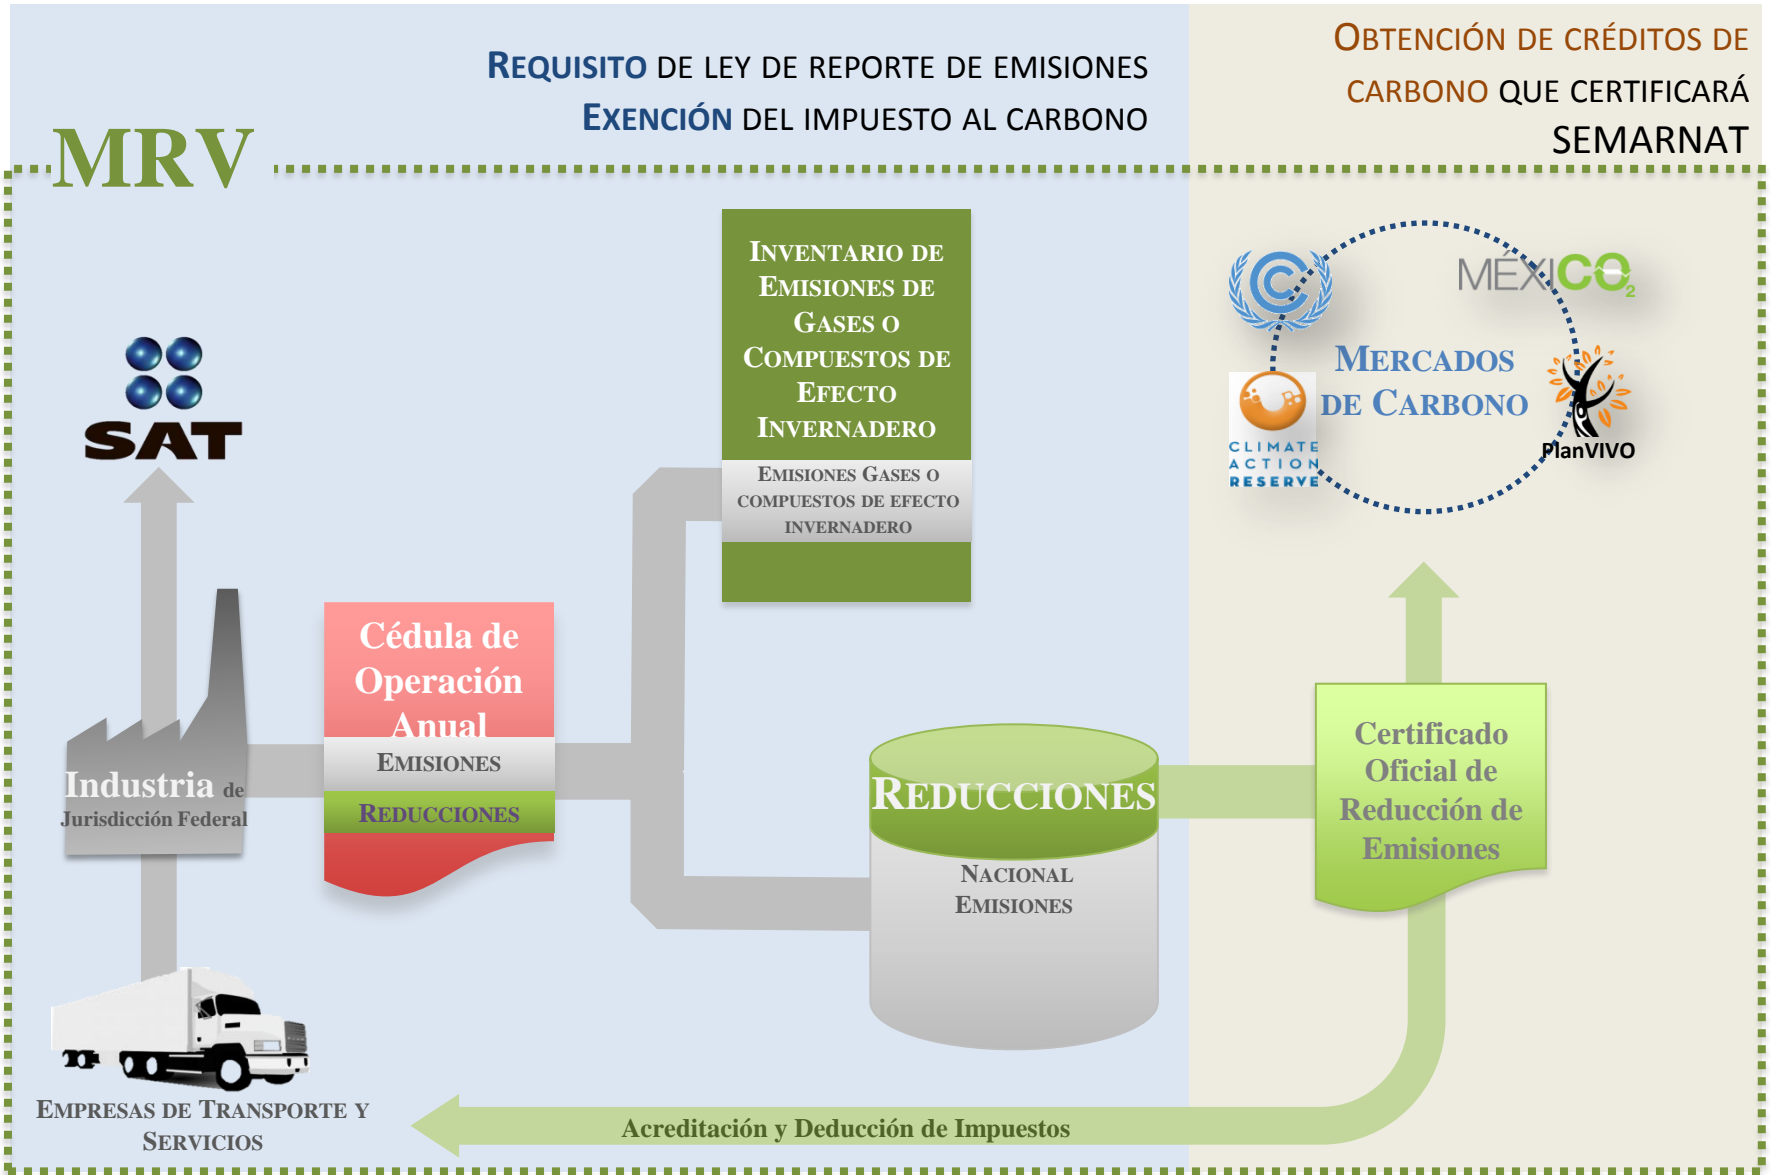 REQUISITO DE LEY DE REPORTE DE EMISIONES
EXENCIÓN DEL IMPUESTO AL CARBONO
OBTENCIÓN DE CRÉDITOS DE
CARBONO QUE CERTIFICARÁ
SEMARNAT
MRV
INVENTARIO DE
EMISIONES DE
GASES O
COMPUESTOS DE
EFECTO
INVERNADERO
EMISIONES GASES O
COMPUESTOS DE EFECTO
INVERNADERO
MÉXICO2
MERCADOS
DE CARBONO
CLIMATE
ACTION
RESERVE
PlanVIVO
SAT
Cédula de
Operación
Anual
EMISIONES
REDUCCIONES
Industria de
Jurisdicción Federal
REDUCCIONES
NACIONAL
EMISIONES
Certificado
Oficial de
Reducción de
Emisiones
EMPRESAS DE TRANSPORTE Y
SERVICIOS
Acreditación y Deducción de Impuestos